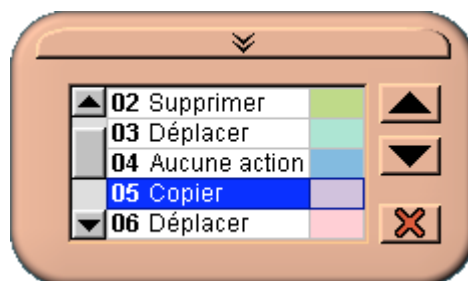 02 Supprimer
03 Déplacer
04 Aucune action
05 Copier
06 Déplacer